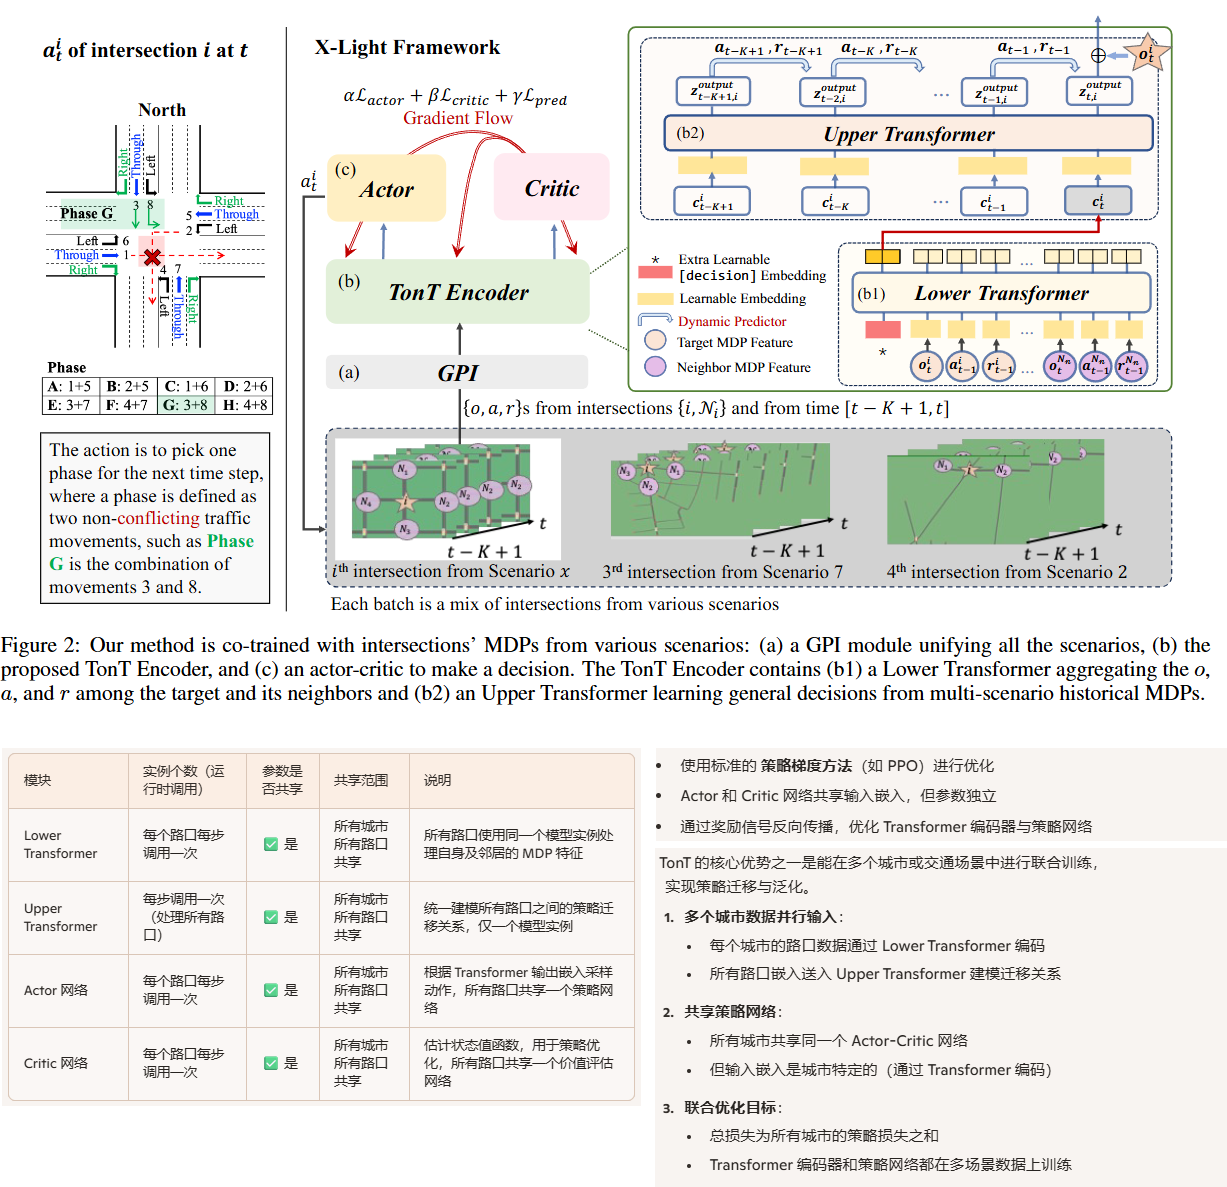 a_t^i of intersection i at t
North
Right
Through
Left
3 8
Phase G
Right
5 Through
2 Left
Left 6
Through 1
Right
4 7
Left
Through
Right
Phase
A: 1+5 B: 2+5 C: 1+6 D: 2+6
E: 3+7 F: 4+7 G: 3+8 H: 4+8
The action is to pick one
phase for the next time step,
where a phase is defined as
two non-conflicting traffic
movements, such as Phase
G is the combination of
movements 3 and 8.
X-Light Framework
αℒ_actor + βℒ_critic + γℒ_pred
Gradient Flow
a_t^i
(c) Actor
Critic
(b) TonT Encoder
(a) GPI
{o, a, r}s from intersections {i, 𝒩_i} and from time [t − K + 1, t]
a_{t−K+1}, r_{t−K+1} a_{t−K}, r_{t−K} a_{t−1}, r_{t−1} o_t^i
z_{t−K+1,i}^{output} z_{t−2,i}^{output} ... z_{t−1,i}^{output} z_{t,i}^{output}
(b2) Upper Transformer
c_{t−K+1}^i c_{t−K}^i ... c_{t−1}^i c_t^i
* Extra Learnable
[decision] Embedding
Learnable Embedding
Dynamic Predictor
Target MDP Feature
Neighbor MDP Feature
...
(b1) Lower Transformer
...
* o_t^i a_{t−1}^i r_{t−1}^i ... o_t^{N_n} a_{t−1}^{N_n} r_{t−1}^{N_n}
N_1
N_4 i N_2 N_2 N_2 N_2
N_3
t
t − K + 1
i^th intersection from Scenario x
N_3 i N_1
N_2
t
t − K + 1
3rd intersection from Scenario 7
N_1 i N_2 N_2
t
t − K + 1
4th intersection from Scenario 2
Each batch is a mix of intersections from various scenarios
Figure 2: Our method is co-trained with intersections' MDPs from various scenarios: (a) a GPI module unifying all the scenarios, (b) the
proposed TonT Encoder, and (c) an actor-critic to make a decision. The TonT Encoder contains (b1) a Lower Transformer aggregating the o,
a, and r among the target and its neighbors and (b2) an Upper Transformer learning general decisions from multi-scenario historical MDPs.
模块 实例个数（运行时调用） 参数是否共享 共享范围 说明
Lower Transformer 每个路口每步调用一次 ✅ 是 所有城市所有路口共享 所有路口使用同一个模型实例处理自身及邻居的 MDP 特征
Upper Transformer 每步调用一次（处理所有路口） ✅ 是 所有城市所有路口共享 统一建模所有路口之间的策略迁移关系，仅一个模型实例
Actor 网络 每个路口每步调用一次 ✅ 是 所有城市所有路口共享 根据 Transformer 输出嵌入采样动作，所有路口共享一个策略网络
Critic 网络 每个路口每步调用一次 ✅ 是 所有城市所有路口共享 估计状态值函数，用于策略优化，所有路口共享一个价值评估网络
• 使用标准的 策略梯度方法（如 PPO）进行优化
• Actor 和 Critic 网络共享输入嵌入，但参数独立
• 通过奖励信号反向传播，优化 Transformer 编码器与策略网络
TonT 的核心优势之一是能在多个城市或交通场景中进行联合训练，
实现策略迁移与泛化。
1. 多个城市数据并行输入：
• 每个城市的路口数据通过 Lower Transformer 编码
• 所有路口嵌入送入 Upper Transformer 建模迁移关系
2. 共享策略网络：
• 所有城市共享同一个 Actor-Critic 网络
• 但输入嵌入是城市特定的（通过 Transformer 编码）
3. 联合优化目标：
• 总损失为所有城市的策略损失之和
• Transformer 编码器和策略网络都在多场景数据上训练